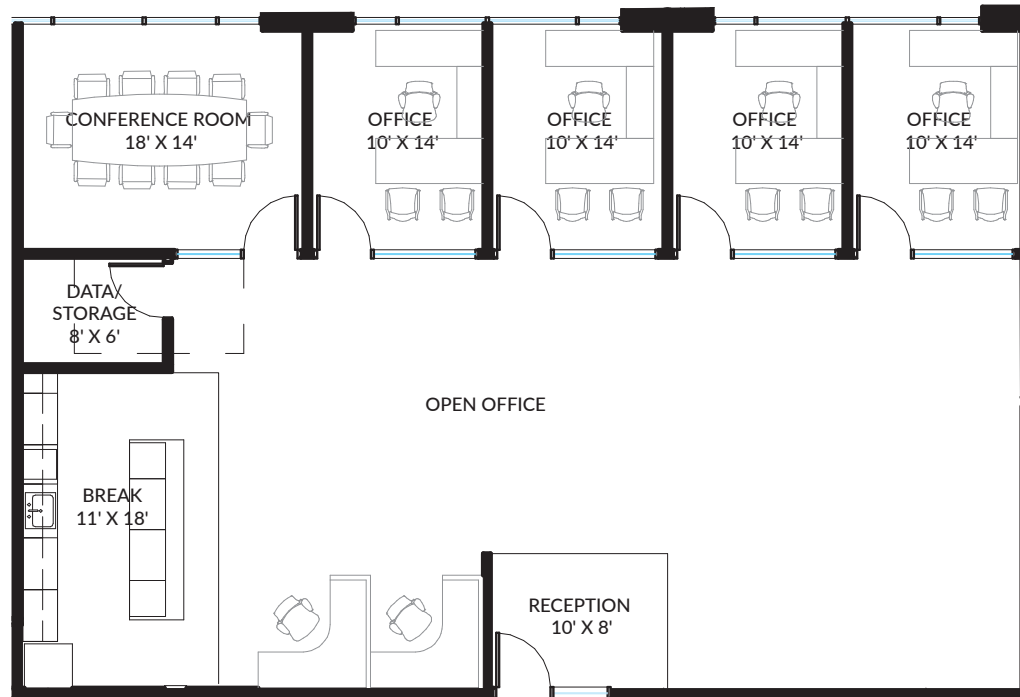 CONFERENCE ROOM
18' X 14'
OFFICE
10' X 14'
OFFICE
10' X 14'
OFFICE
10' X 14'
OFFICE
10' X 14'
DATA/
STORAGE
8' X 6'
OPEN OFFICE
BREAK
11' X 18'
RECEPTION
10' X 8'